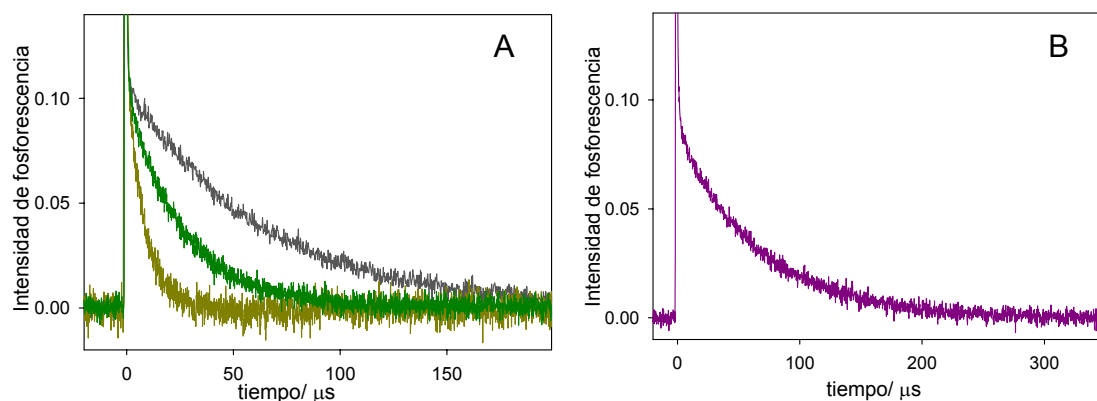 A
Intensidad de fosforescencia
0.10
0.05
0.00
0
50
100
150
tiempo/ μs
B
Intensidad de fosforescencia
0.10
0.05
0.00
0
100
200
300
tiempo/ μs